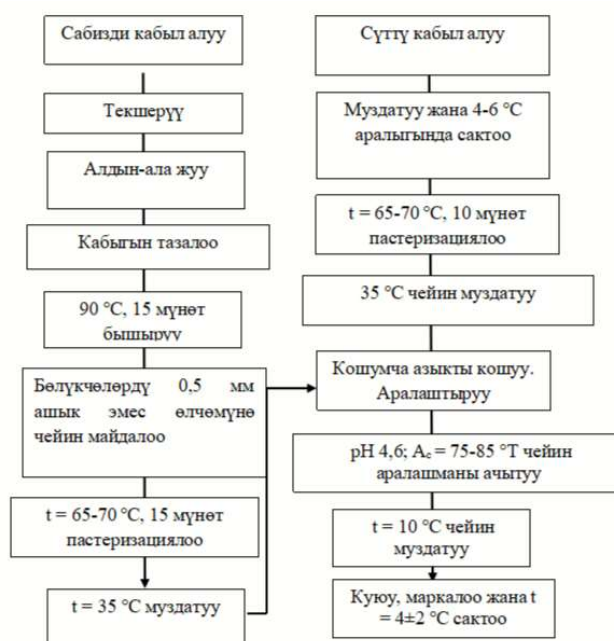 Сабизди кабыл алуу
Текшерүү
Алдын-ала жуу
Кабыгын тазалоо
90 °C, 15 мүнөт
бышыруу
Бөлүкчөлөрдү 0,5 мм
ашык эмес өлчөмүнө
чейин майдалоо
t = 65-70 °C, 15 мүнөт
пастеризациялоо
t = 35 °C муздатуу
Сүттү кабыл алуу
Муздатуу жана 4-6 °C
аралыгында сактоо
t = 65-70 °C, 10 мүнөт
пастеризациялоо
35 °C чейин муздатуу
Кошумча азыкты кошуу.
Аралаштыруу
pH 4,6; Aₑ = 75-85 °T чейин
аралашманы ачытуу
t = 10 °C чейин
муздатуу
Куюу, маркалоо жана t
= 4±2 °C сактоо